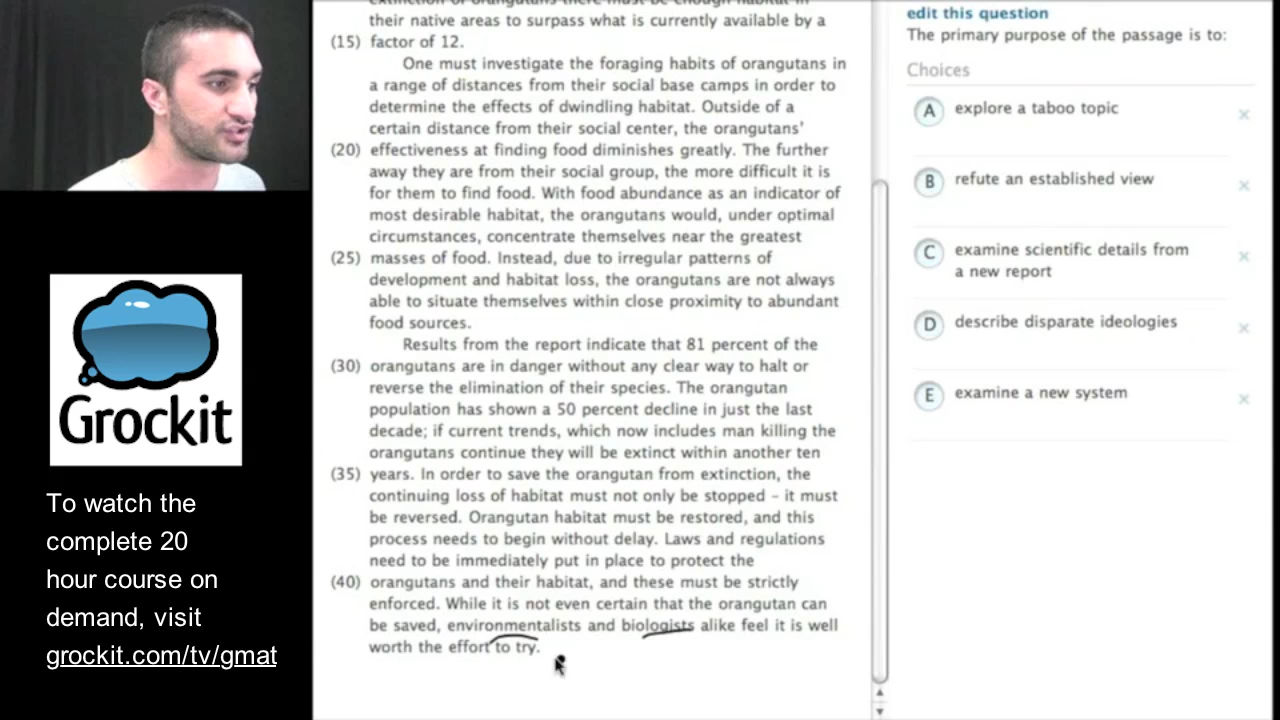 extinction of orangutans there must be enough habitat in
their native areas to surpass what is currently available by a
(15) factor of 12.
One must investigate the foraging habits of orangutans in
a range of distances from their social base camps in order to
determine the effects of dwindling habitat. Outside of a
certain distance from their social center, the orangutans’
(20) effectiveness at finding food diminishes greatly. The further
away they are from their social group, the more difficult it is
for them to find food. With food abundance as an indicator of
most desirable habitat, the orangutans would, under optimal
circumstances, concentrate themselves near the greatest
(25) masses of food. Instead, due to irregular patterns of
development and habitat loss, the orangutans are not always
able to situate themselves within close proximity to abundant
food sources.
Results from the report indicate that 81 percent of the
(30) orangutans are in danger without any clear way to halt or
reverse the elimination of their species. The orangutan
population has shown a 50 percent decline in just the last
decade; if current trends, which now includes man killing the
orangutans continue they will be extinct within another ten
(35) years. In order to save the orangutan from extinction, the
continuing loss of habitat must not only be stopped – it must
be reversed. Orangutan habitat must be restored, and this
process needs to begin without delay. Laws and regulations
need to be immediately put in place to protect the
(40) orangutans and their habitat, and these must be strictly
enforced. While it is not even certain that the orangutan can
be saved, environmentalists and biologists alike feel it is well
worth the effort to try.
edit this question
The primary purpose of the passage is to:
Choices
A explore a taboo topic
B refute an established view
C examine scientific details from
a new report
D describe disparate ideologies
E examine a new system
Grockit
To watch the
complete 20
hour course on
demand, visit
grockit.com/tv/gmat